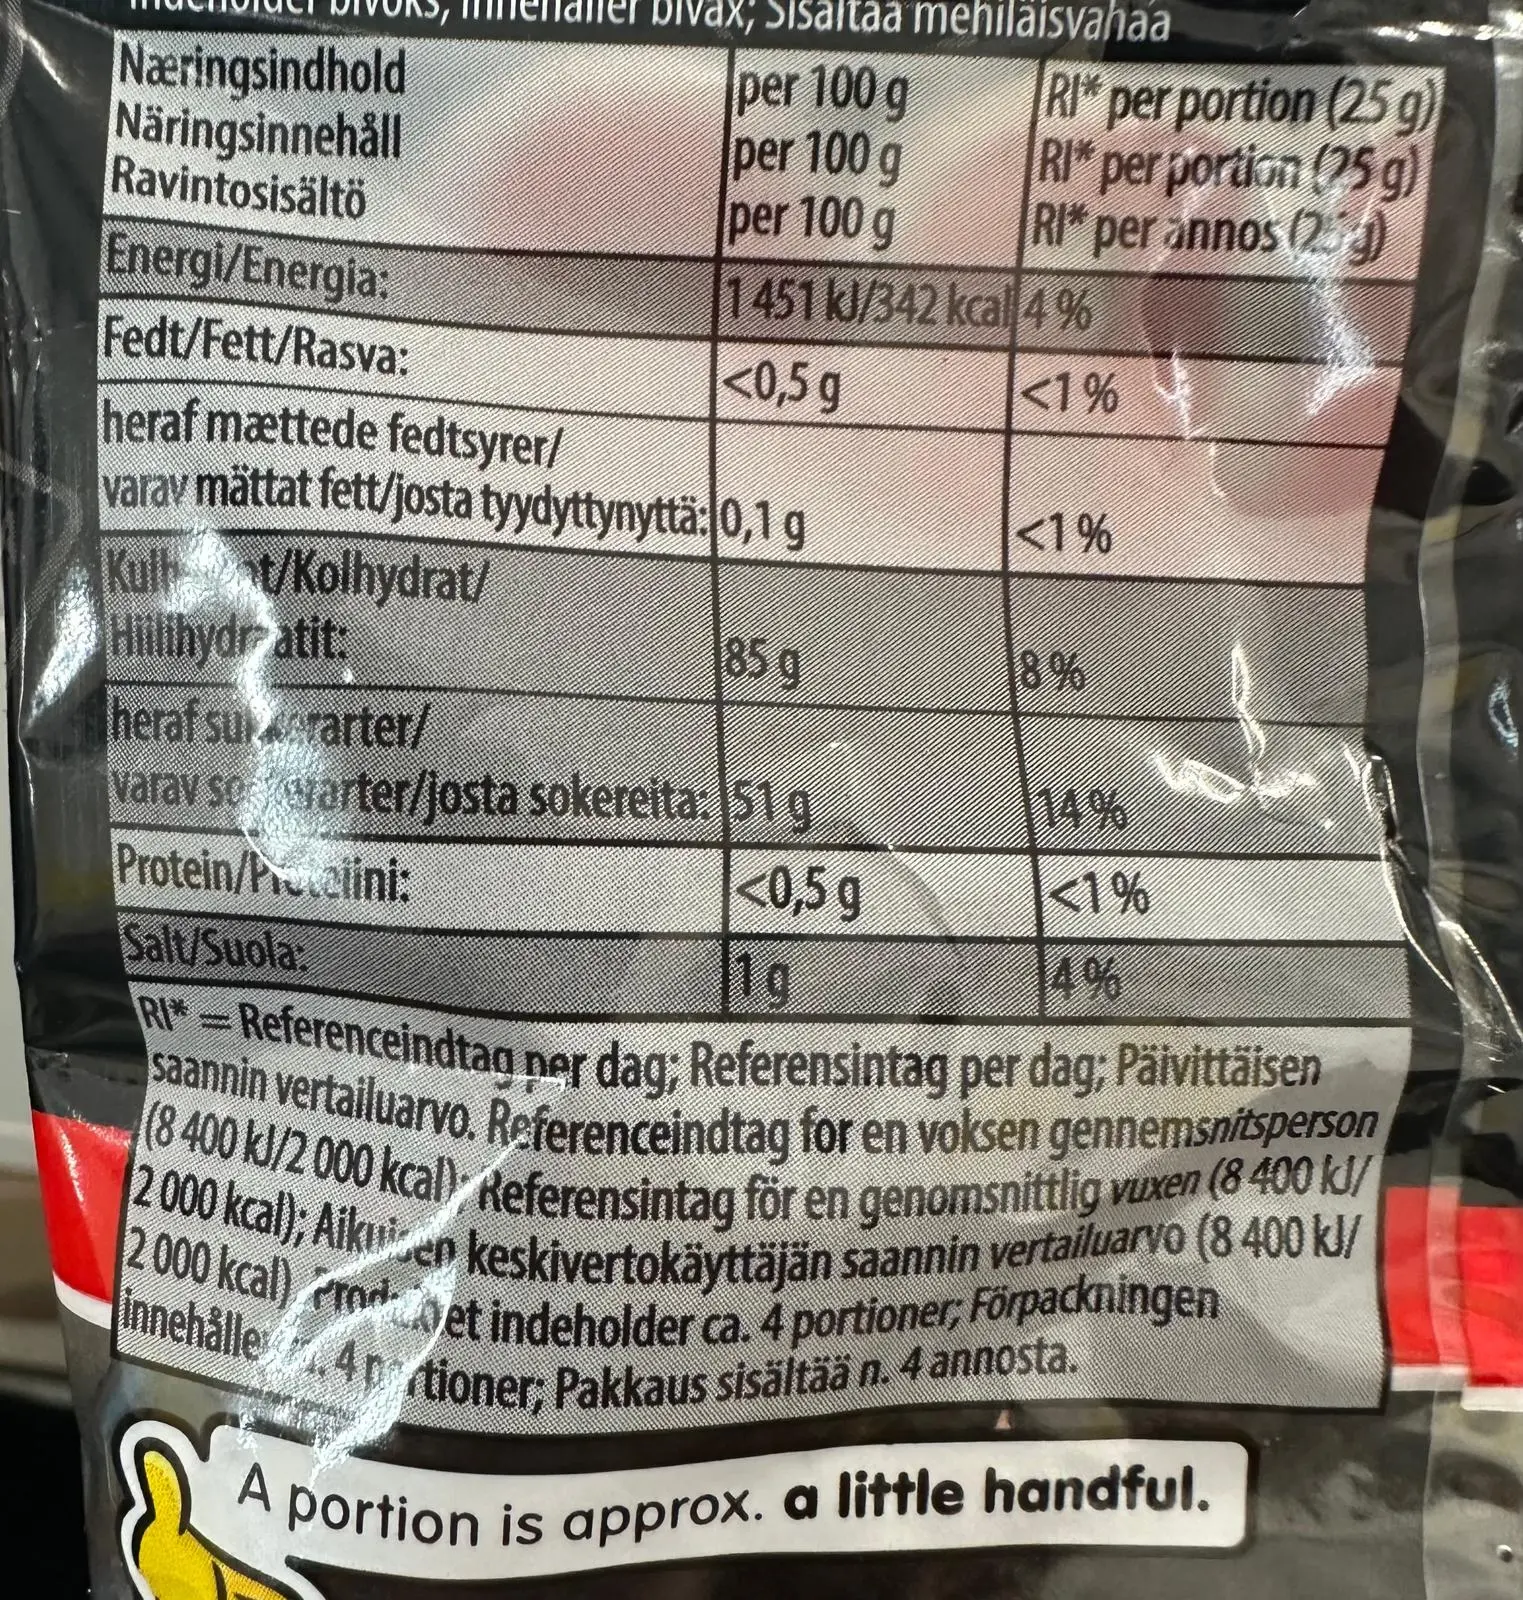 bivax; Sisältää mehiläisvahaa
Næringsindhold per 100 g RI* per portion (25 g)
Näringsinnehåll per 100 g RI* per portion (25 g)
Ravintosisältö per 100 g RI* per annos
Energi/Energia: 1 451 kJ/342 kcal 4 %
Fedt/Fett/Rasva: <0,5 g <1 %
heraf mættede fedtsyrer/
varav mättat fett/josta tyydyttynyttä: 0,1 g <1 %
/Kolhydrat/
85 g 8 %
heraf
varav /josta sokereita: 51 g 14 %
Protein/ <0,5 g <1 %
Salt/Suola: 1 g 4 %
RI* = Referenceindtag per dag; Referensintag per dag; Päivittäisen
saannin vertailuarvo. Referenceindtag for en voksen gennemsnitsperson
(8 400 kJ/2 000 kcal); Referensintag för en genomsnittlig vuxen (8 400 kJ/
2 000 kcal); keskivertokäyttäjän saannin vertailuarvo (8 400 kJ/
2 000 kcal) indeholder ca. 4 portioner; Förpackningen
4 portioner; Pakkaus sisältää n. 4 annosta.
A portion is approx. a little handful.